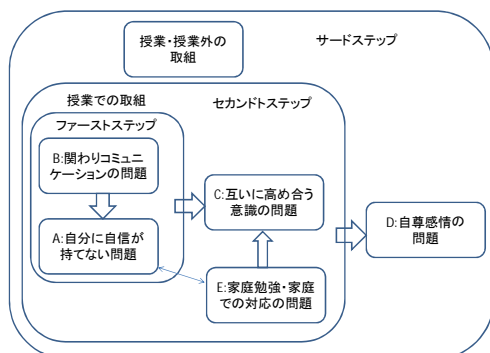 授業・授業外の
取組
サードステップ
授業での取組
セカンドトステップ
ファーストステップ
B:関わりコミュニ
ケーションの問題
A:自分に自信が
持てない問題
C:互いに高め合う
意識の問題
E:家庭勉強・家庭
での対応の問題
D:自尊感情の
問題